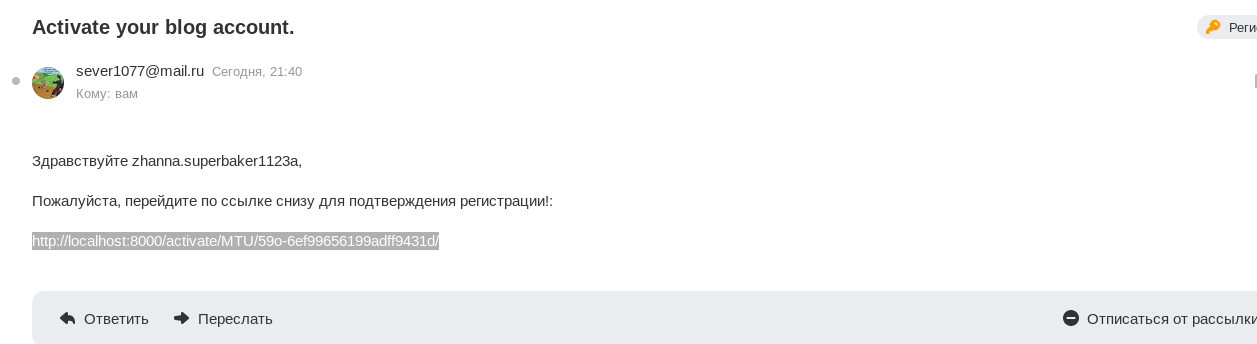 Activate your blog account.
Реги
sever1077@mail.ru Сегодня, 21:40
Кому: вам
Здравствуйте zhanna.superbaker1123a,
Пожалуйста, перейдите по ссылке снизу для подтверждения регистрации!:
http://localhost:8000/activate/MTU/59o-6ef99656199adff9431d/
Ответить Переслать Отписаться от рассылки